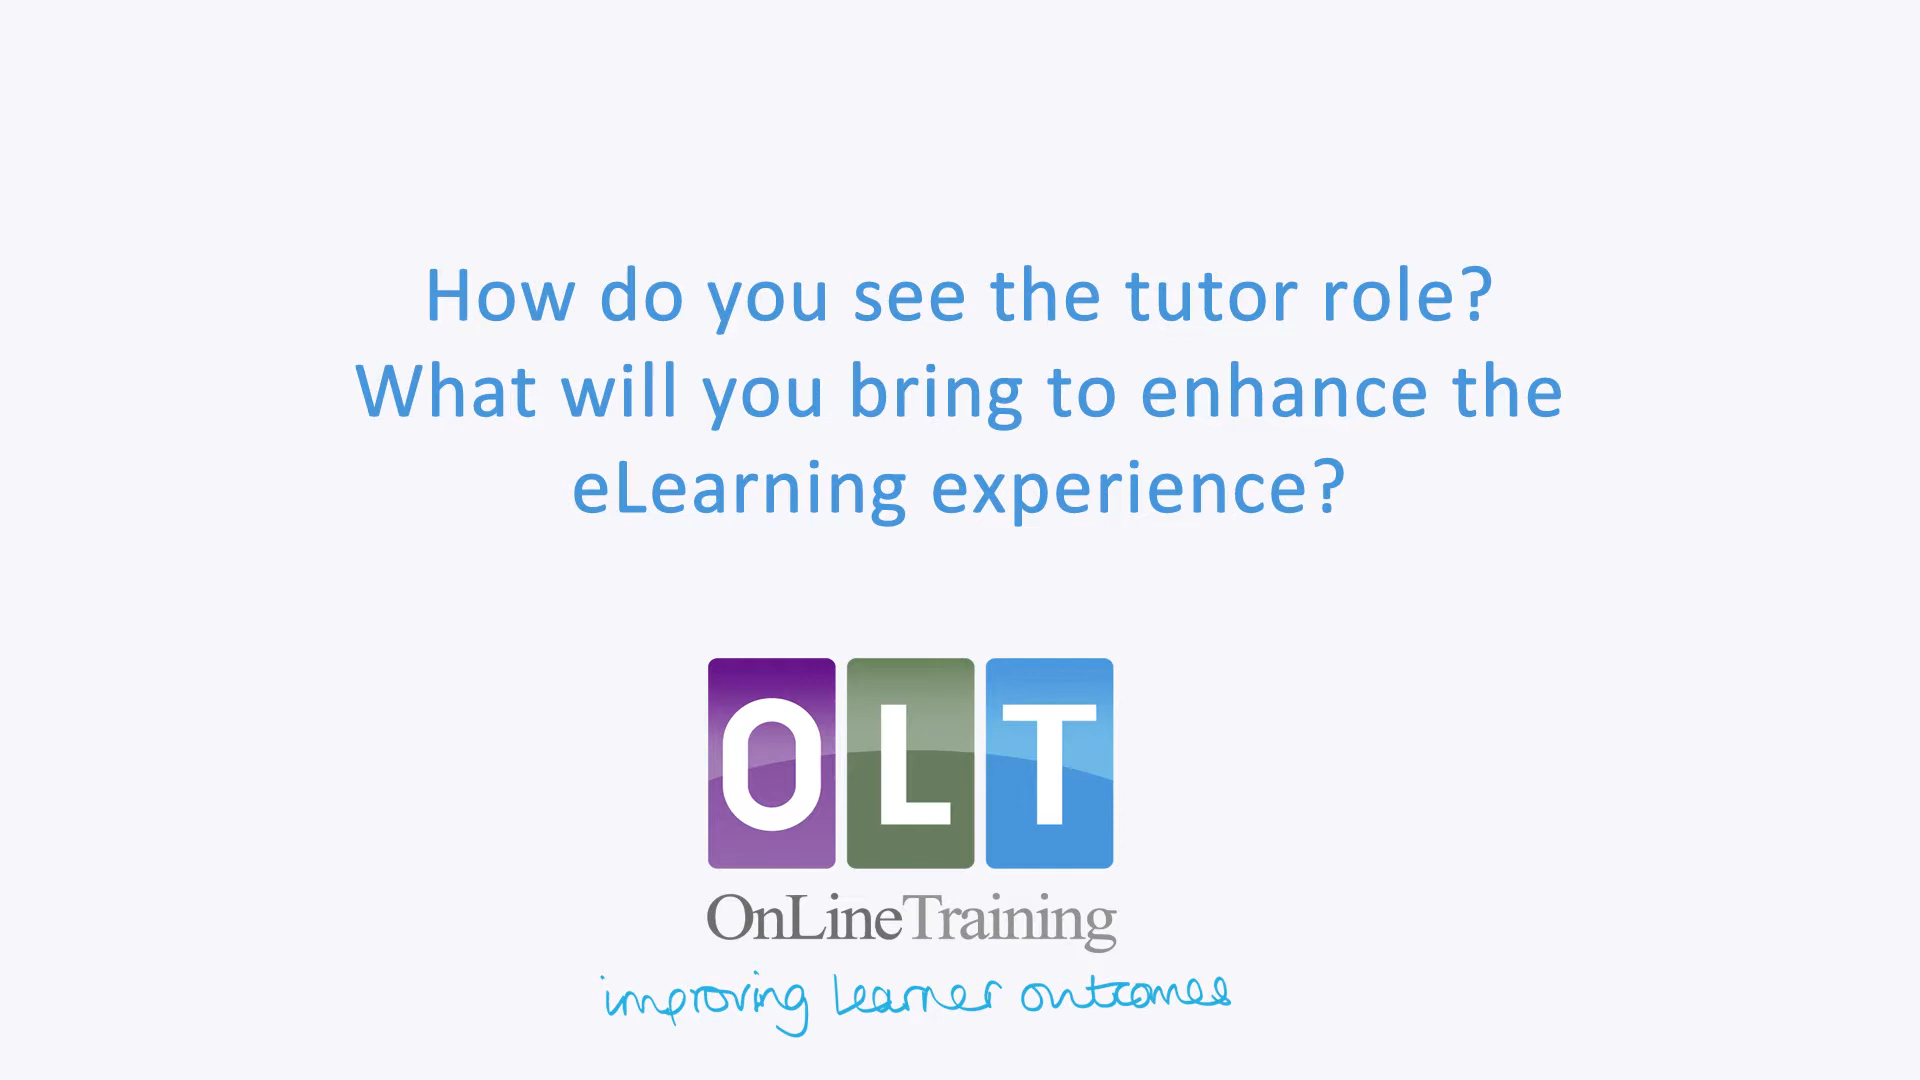 How do you see the tutor role?
What will you bring to enhance the
eLearning experience?
OLT
OnLineTraining
improving learner outcomes